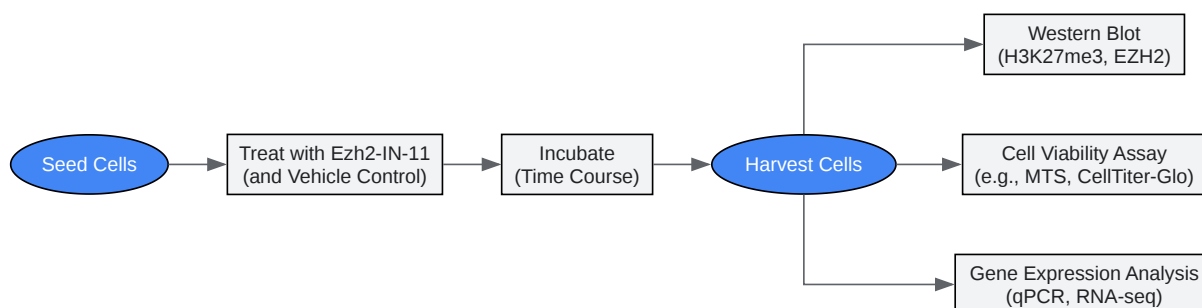 Western Blot
(H3K27me3, EZH2)
Seed Cells
Treat with Ezh2-IN-11
(and Vehicle Control)
Incubate
(Time Course)
Harvest Cells
Cell Viability Assay
(e.g., MTS, CellTiter-Glo)
Gene Expression Analysis
(qPCR, RNA-seq)